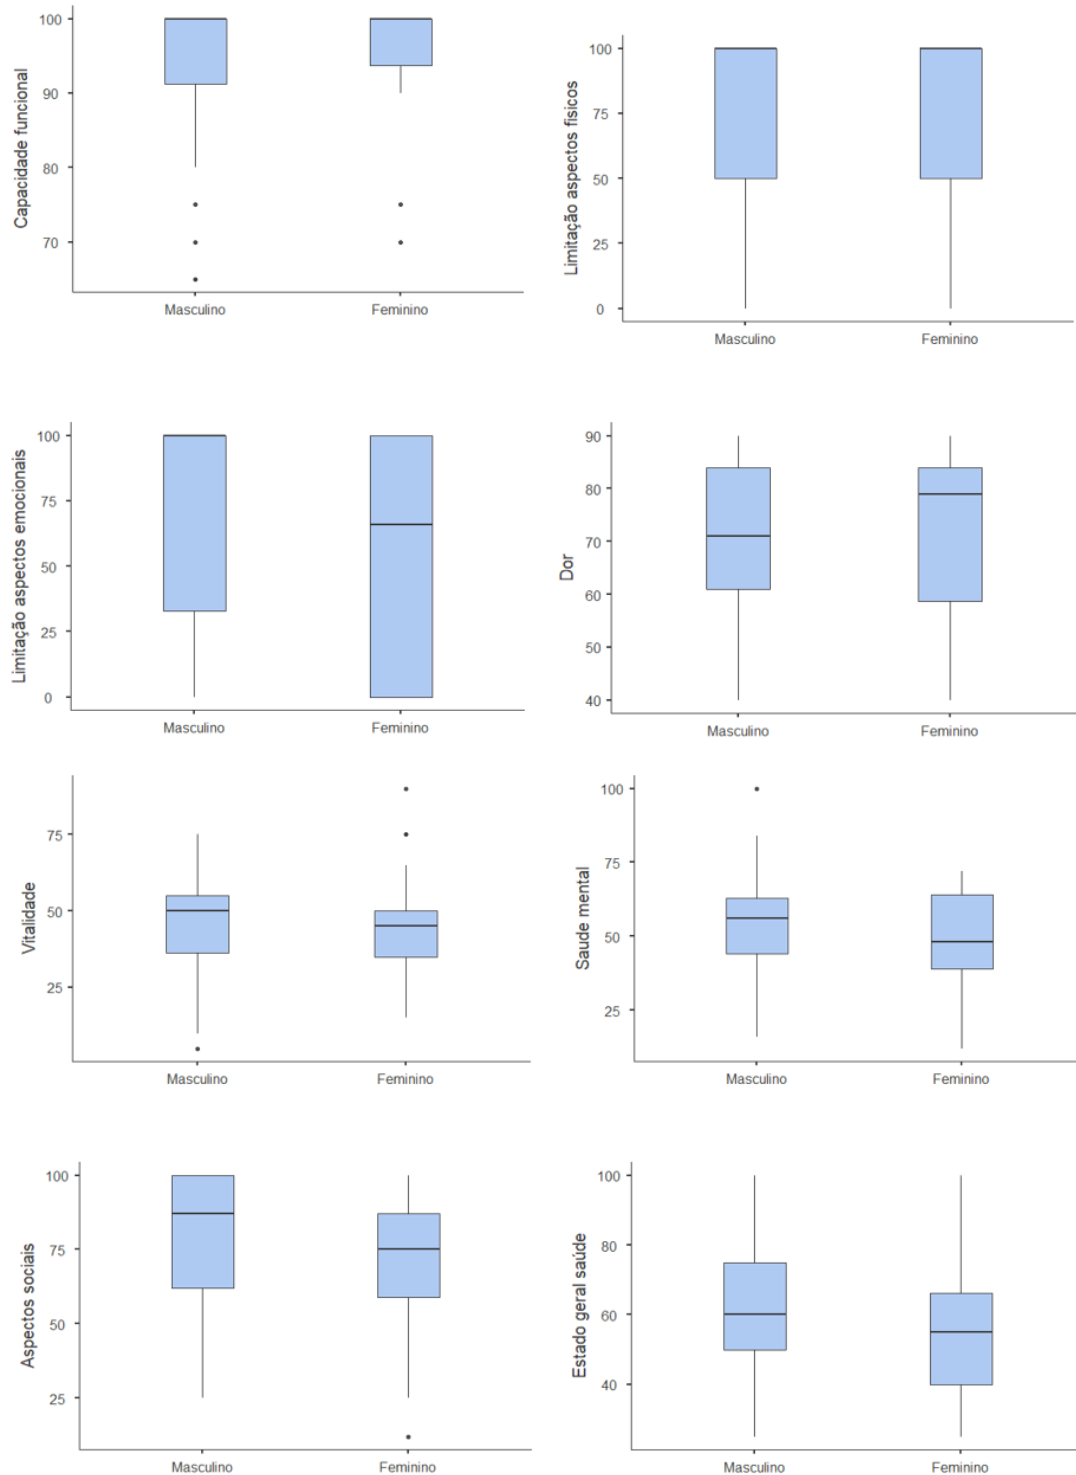 Capacidade funcional
100
90
80
70
Masculino
Feminino
Limitação aspectos fisicos
100
75
50
25
0
Masculino
Feminino
Limitação aspectos emocionais
100
75
50
25
0
Masculino
Feminino
Dor
90
80
70
60
50
40
Masculino
Feminino
Vitalidade
75
50
25
Masculino
Feminino
Saude mental
100
75
50
25
Masculino
Feminino
Aspectos sociais
100
75
50
25
Masculino
Feminino
Estado geral saúde
100
80
60
40
Masculino
Feminino